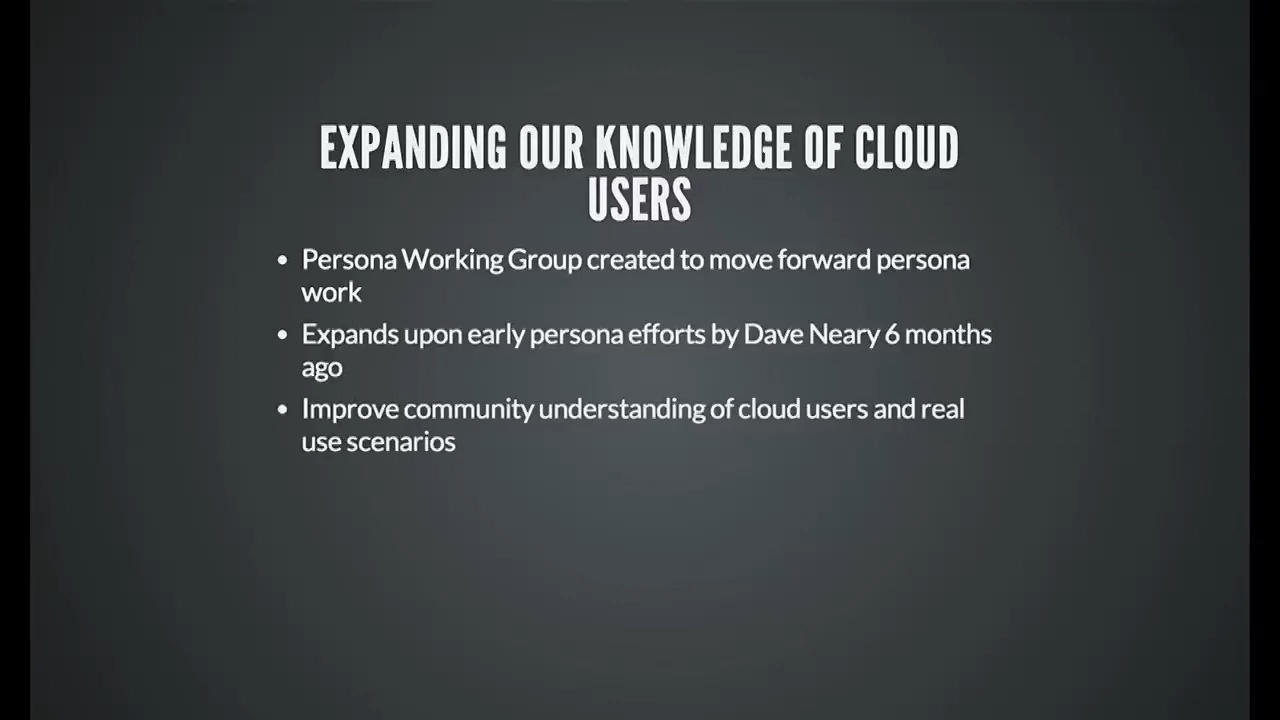 EXPANDING OUR KNOWLEDGE OF CLOUD
USERS
• Persona Working Group created to move forward persona
work
• Expands upon early persona efforts by Dave Neary 6 months
ago
• Improve community understanding of cloud users and real
use scenarios